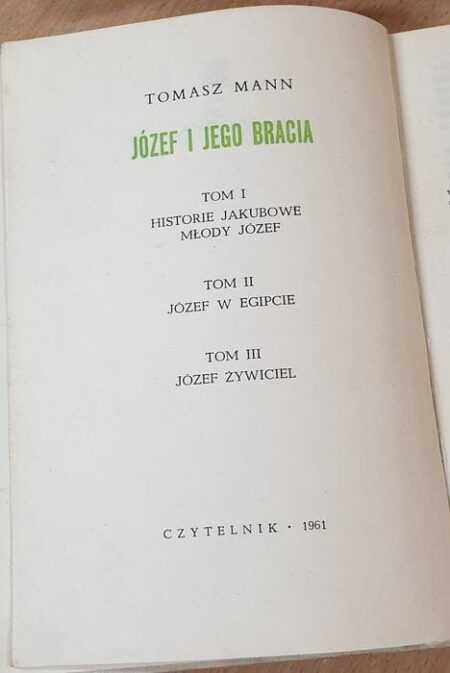 TOMASZ MANN
JÓZEF I JEGO BRACIA
TOM I
HISTORIE JAKUBOWE
MŁODY JÓZEF
TOM II
JÓZEF W EGIPCIE
TOM III
JÓZEF ŻYWICIEL
CZYTELNIK · 1961